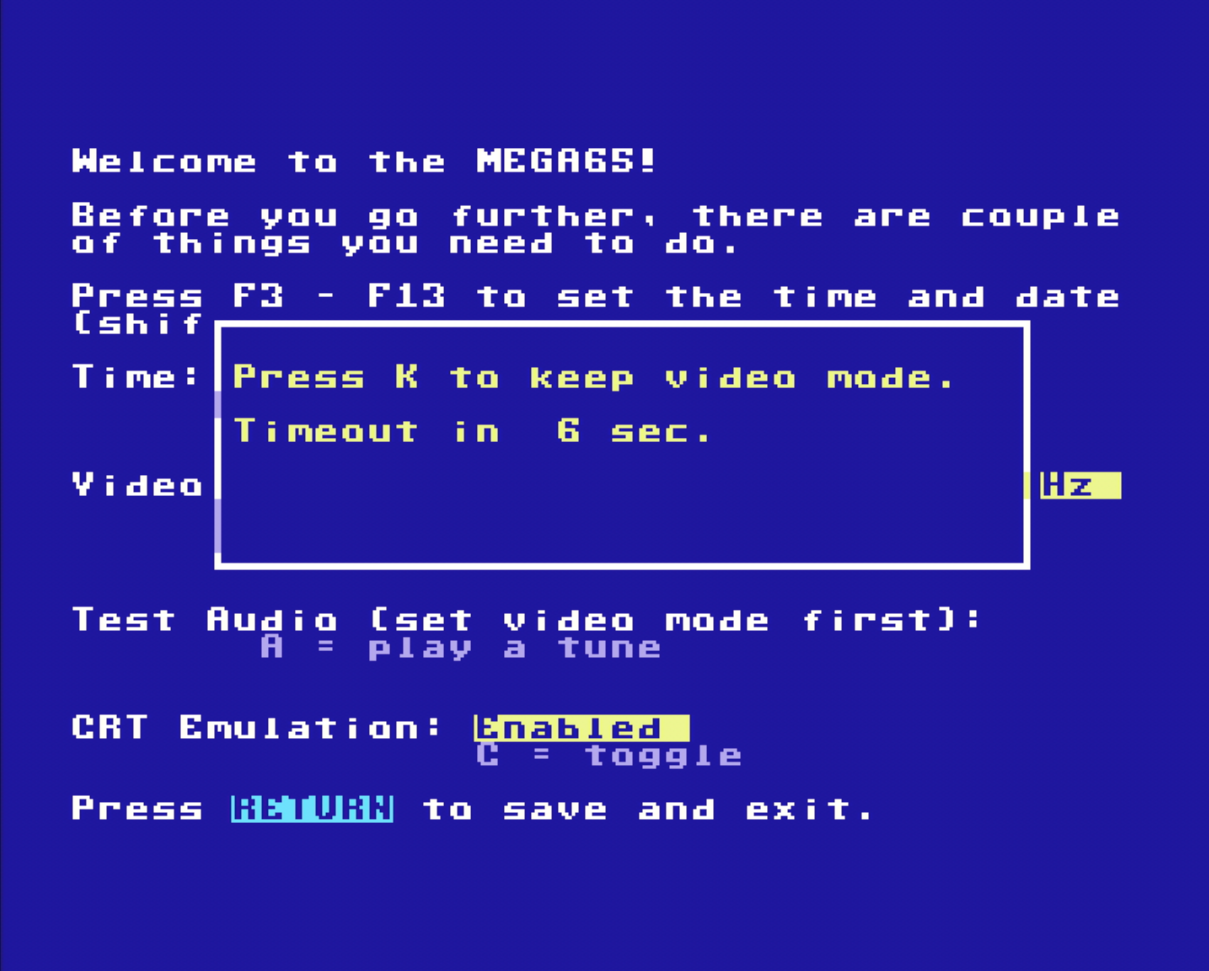 Welcome to the MEGA65!
Before you go further, there are couple
of things you need to do.
Press F3 - F13 to set the time and date
(shif
Time:
Press K to keep video mode.
Timeout in  6 sec.
Video
Hz
Test Audio (set video mode first):
A = play a tune
CRT Emulation: Enabled
C = toggle
Press RETURN to save and exit.